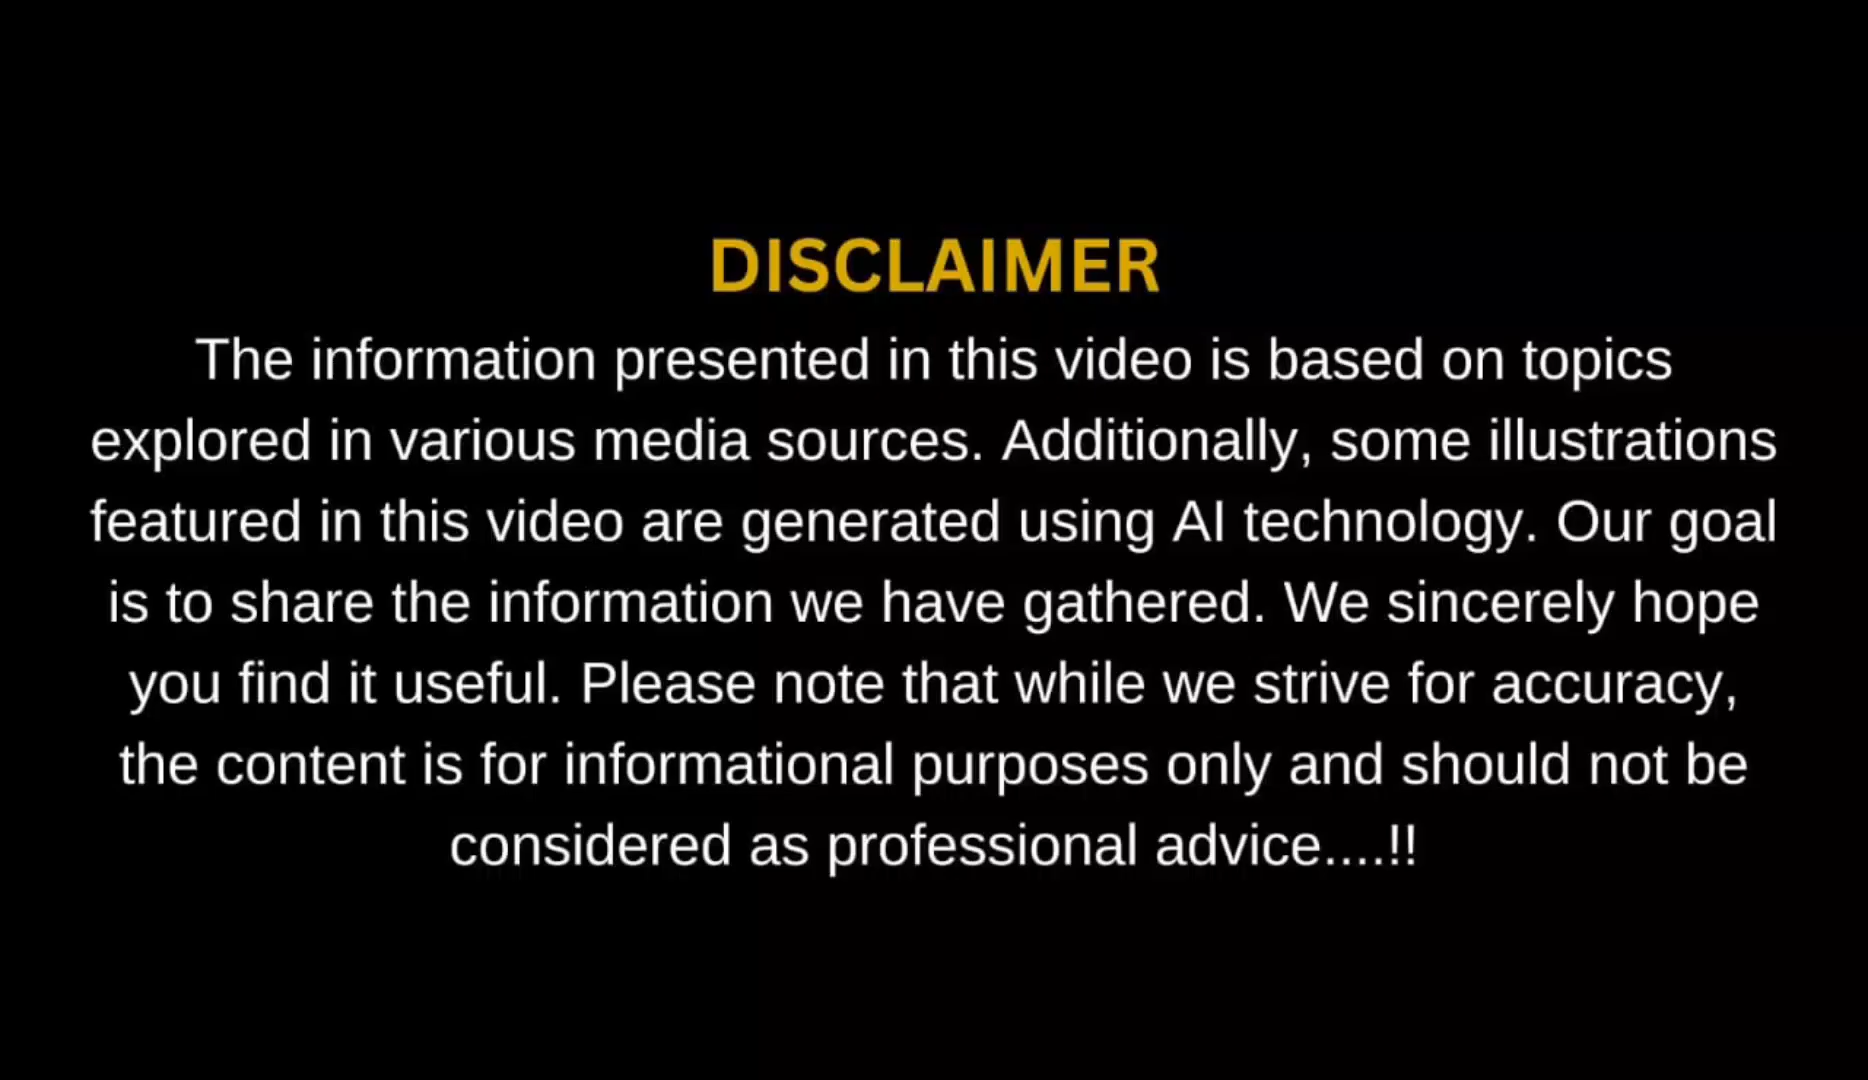 DISCLAIMER
The information presented in this video is based on topics
explored in various media sources. Additionally, some illustrations
featured in this video are generated using AI technology. Our goal
is to share the information we have gathered. We sincerely hope
you find it useful. Please note that while we strive for accuracy,
the content is for informational purposes only and should not be
considered as professional advice....!!